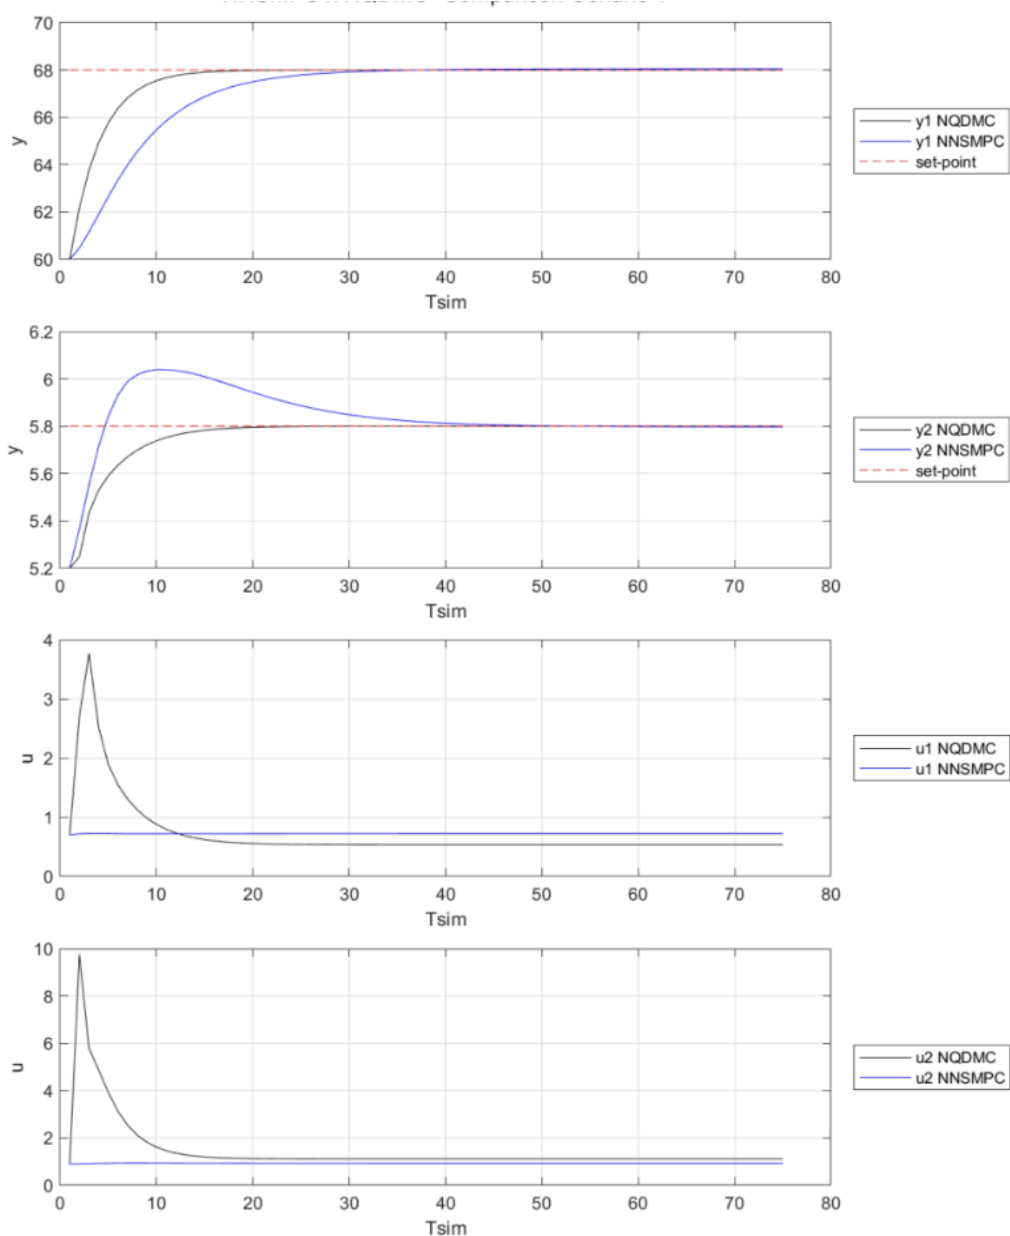 70
68
66
64
62
60
y
0 10 20 30 40 50 60 70 80
Tsim
y1 NQDMC
y1 NNSMPC
set-point
6.2
6
5.8
5.6
5.4
5.2
y
0 10 20 30 40 50 60 70 80
Tsim
y2 NQDMC
y2 NNSMPC
set-point
4
3
2
1
0
u
0 10 20 30 40 50 60 70 80
Tsim
u1 NQDMC
u1 NNSMPC
10
8
6
4
2
0
u
0 10 20 30 40 50 60 70 80
Tsim
u2 NQDMC
u2 NNSMPC